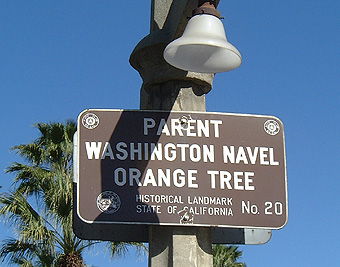 PARENT
WASHINGTON NAVEL
ORANGE TREE
HISTORICAL LANDMARK
STATE OF CALIFORNIA No. 20